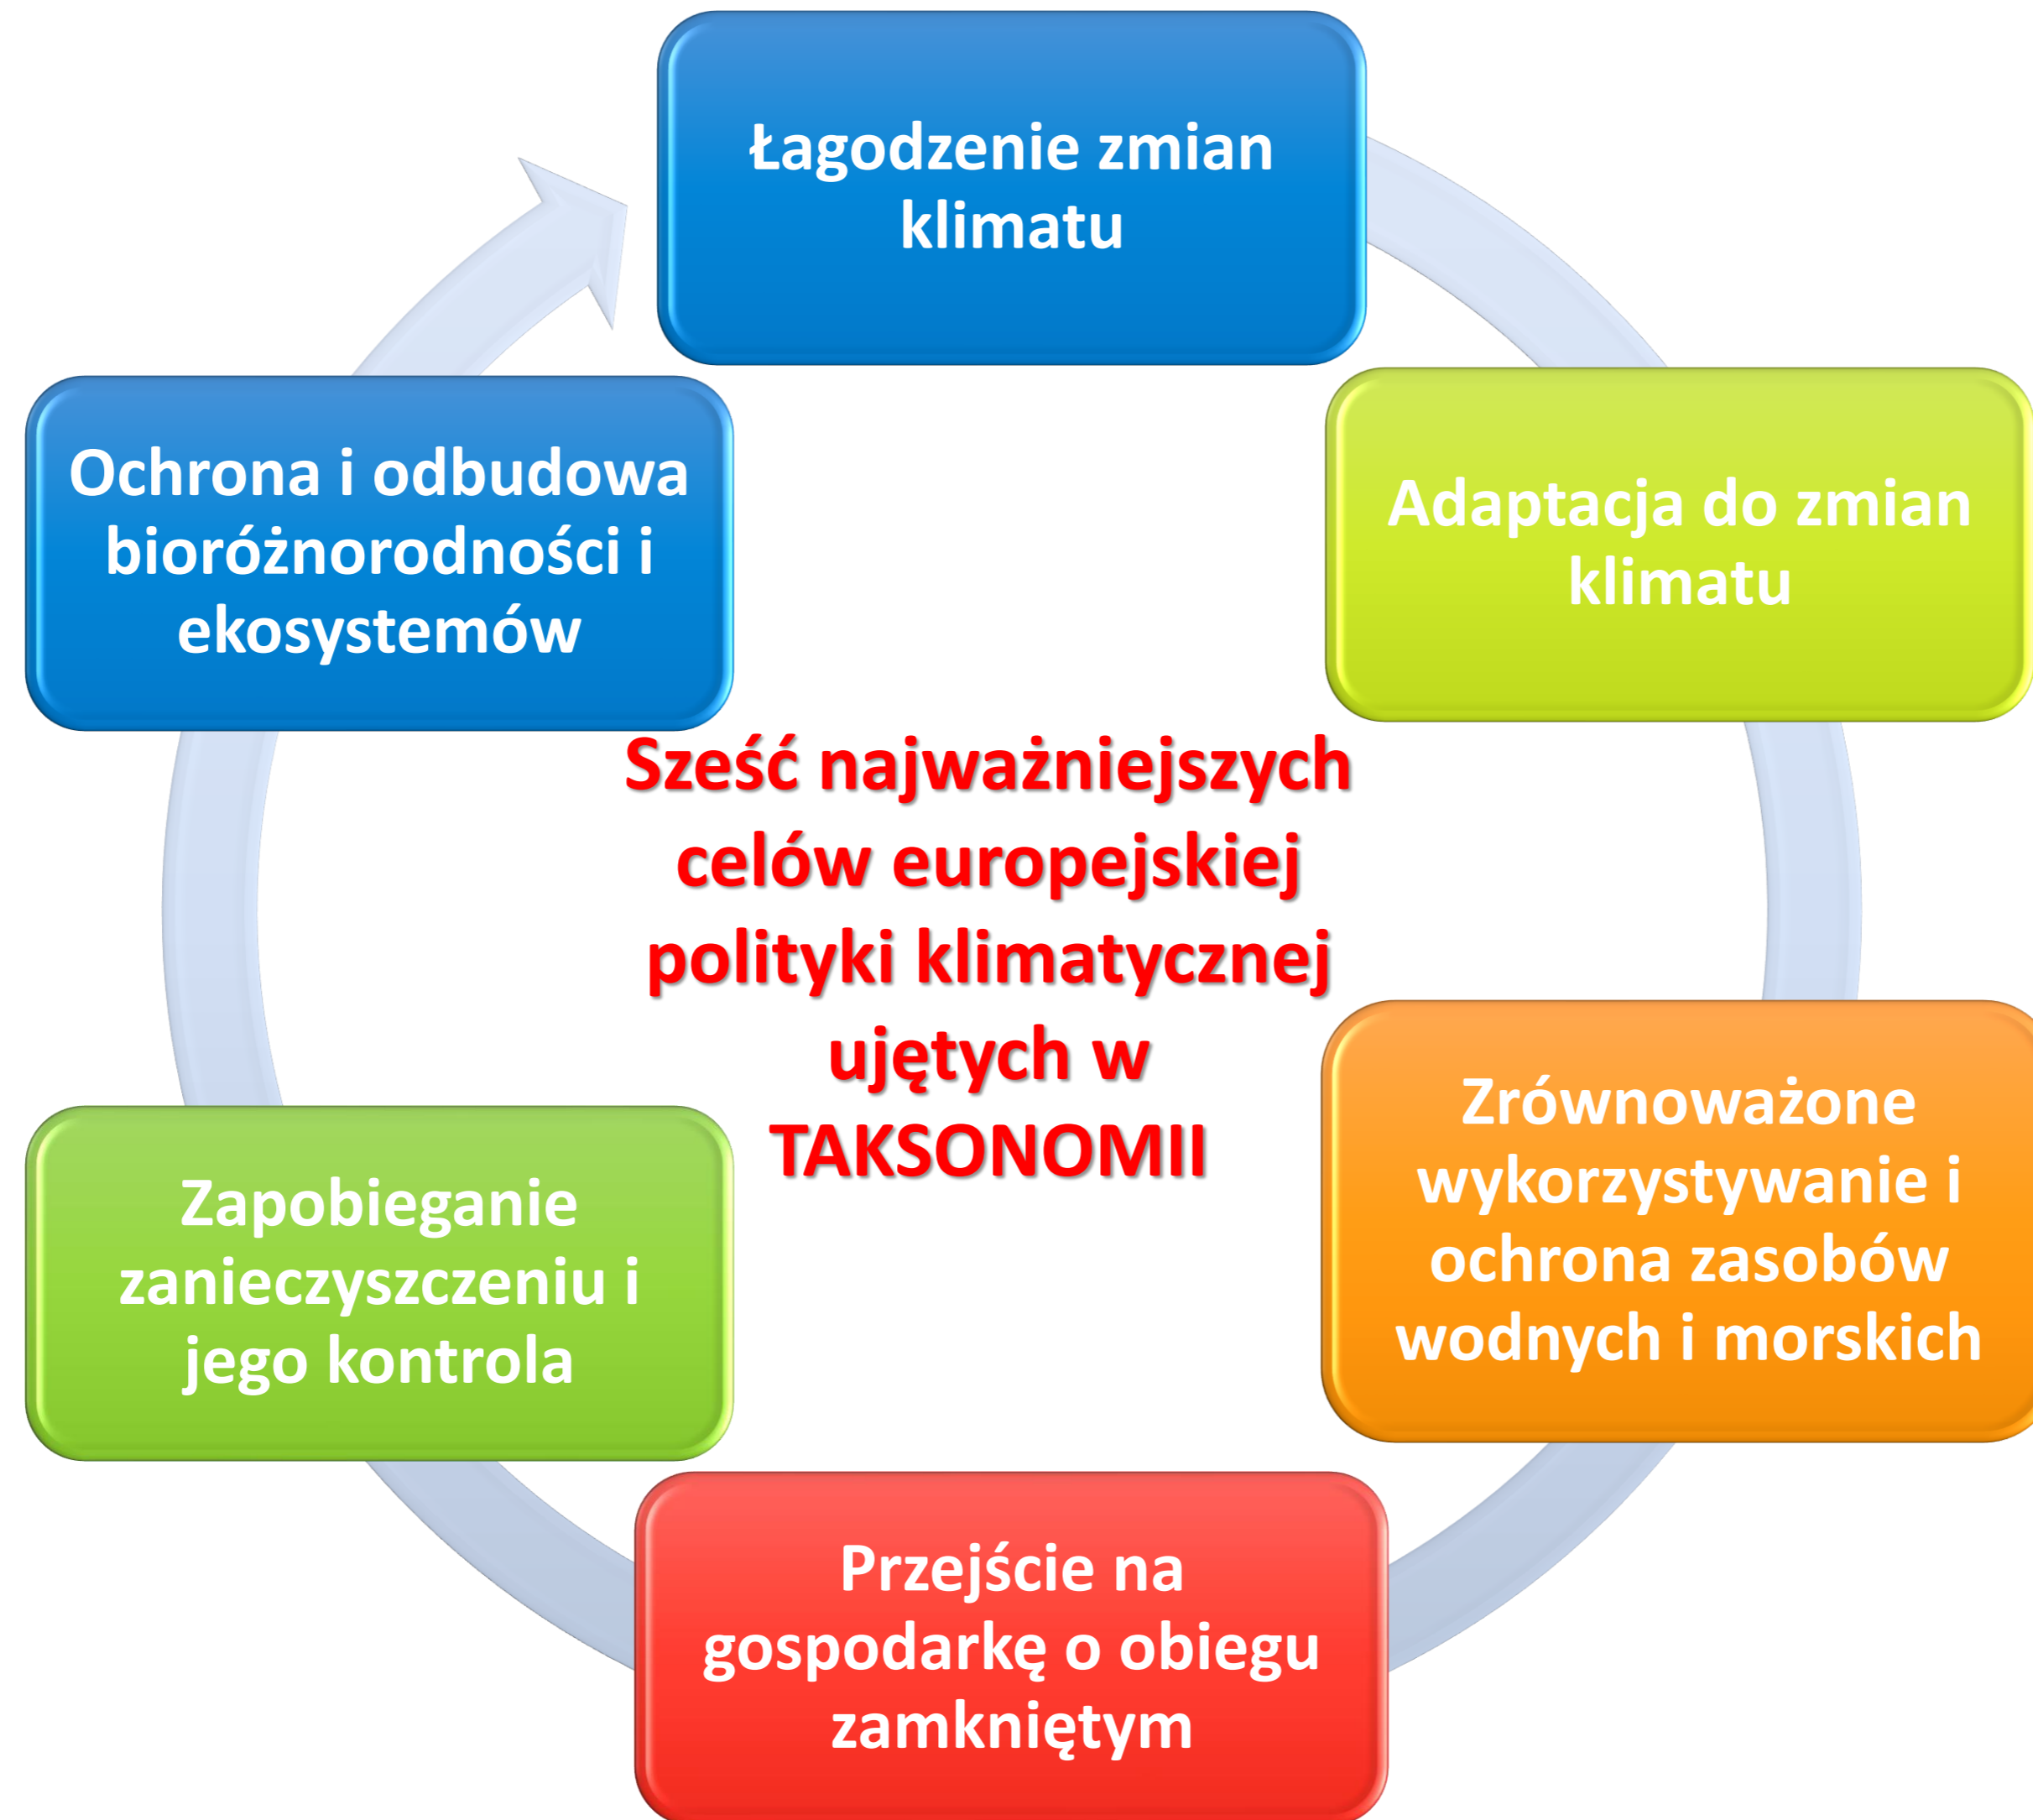 Łagodzenie zmian
klimatu
Adaptacja do zmian
klimatu
Zrównoważone
wykorzystywanie i
ochrona zasobów
wodnych i morskich
Przejście na
gospodarkę o obiegu
zamkniętym
Zapobieganie
zanieczyszczeniu i
jego kontrola
Ochrona i odbudowa
bioróżnorodności i
ekosystemów
Sześć najważniejszych
celów europejskiej
polityki klimatycznej
ujętych w
TAKSONOMII